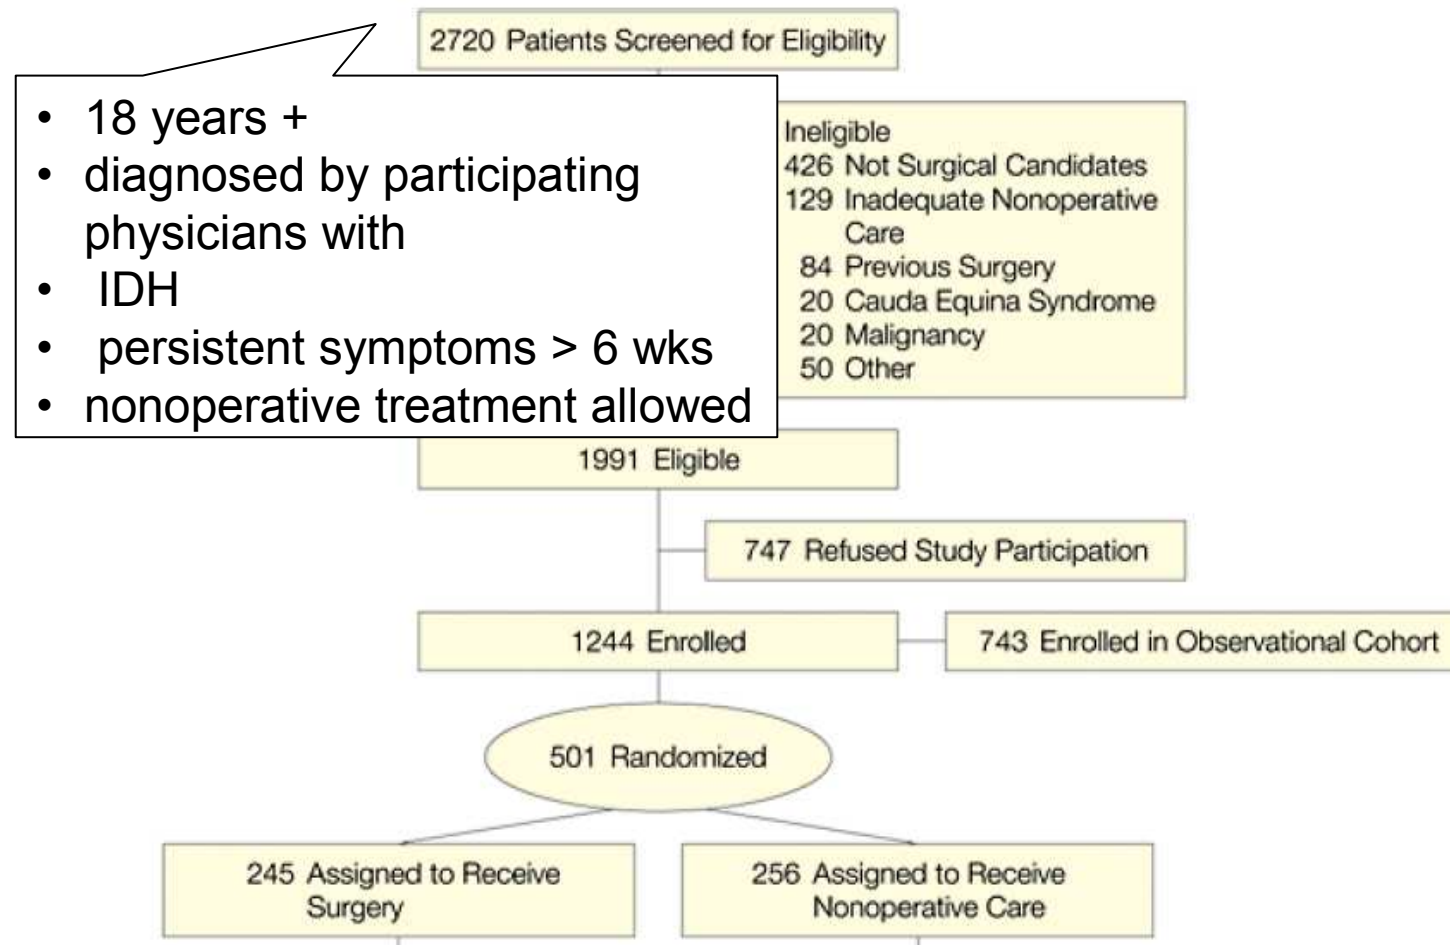 2720 Patients Screened for Eligibility
• 18 years +
• diagnosed by participating
physicians with
• IDH
• persistent symptoms > 6 wks
• nonoperative treatment allowed
Ineligible
426 Not Surgical Candidates
129 Inadequate Nonoperative
Care
84 Previous Surgery
20 Cauda Equina Syndrome
20 Malignancy
50 Other
1991 Eligible
747 Refused Study Participation
1244 Enrolled
743 Enrolled in Observational Cohort
501 Randomized
245 Assigned to Receive
Surgery
256 Assigned to Receive
Nonoperative Care